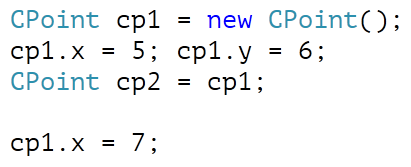 CPoint cp1 = new CPoint();
cp1.x = 5; cp1.y = 6;
CPoint cp2 = cp1;
cp1.x = 7;